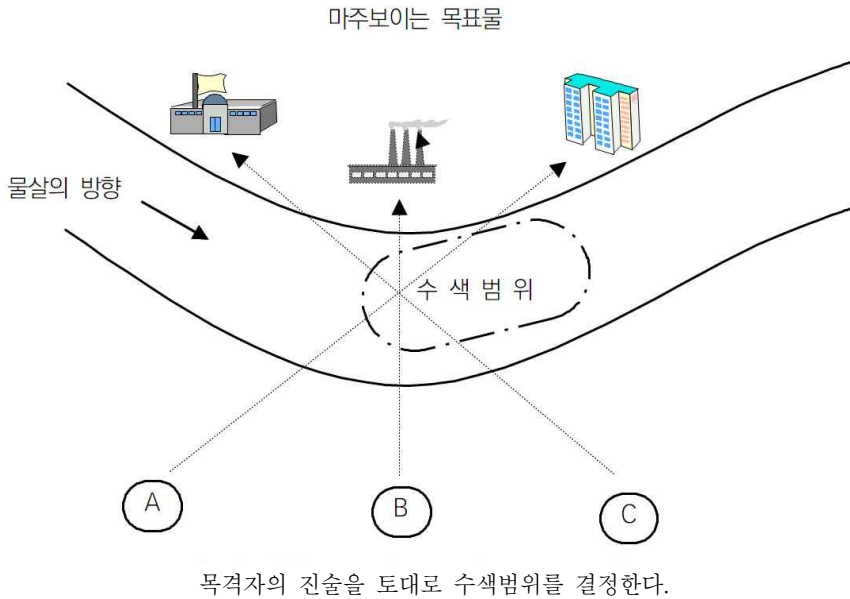 마주보이는 목표물
물살의 방향
수 색 범 위
A
B
C
목격자의 진술을 토대로 수색범위를 결정한다.